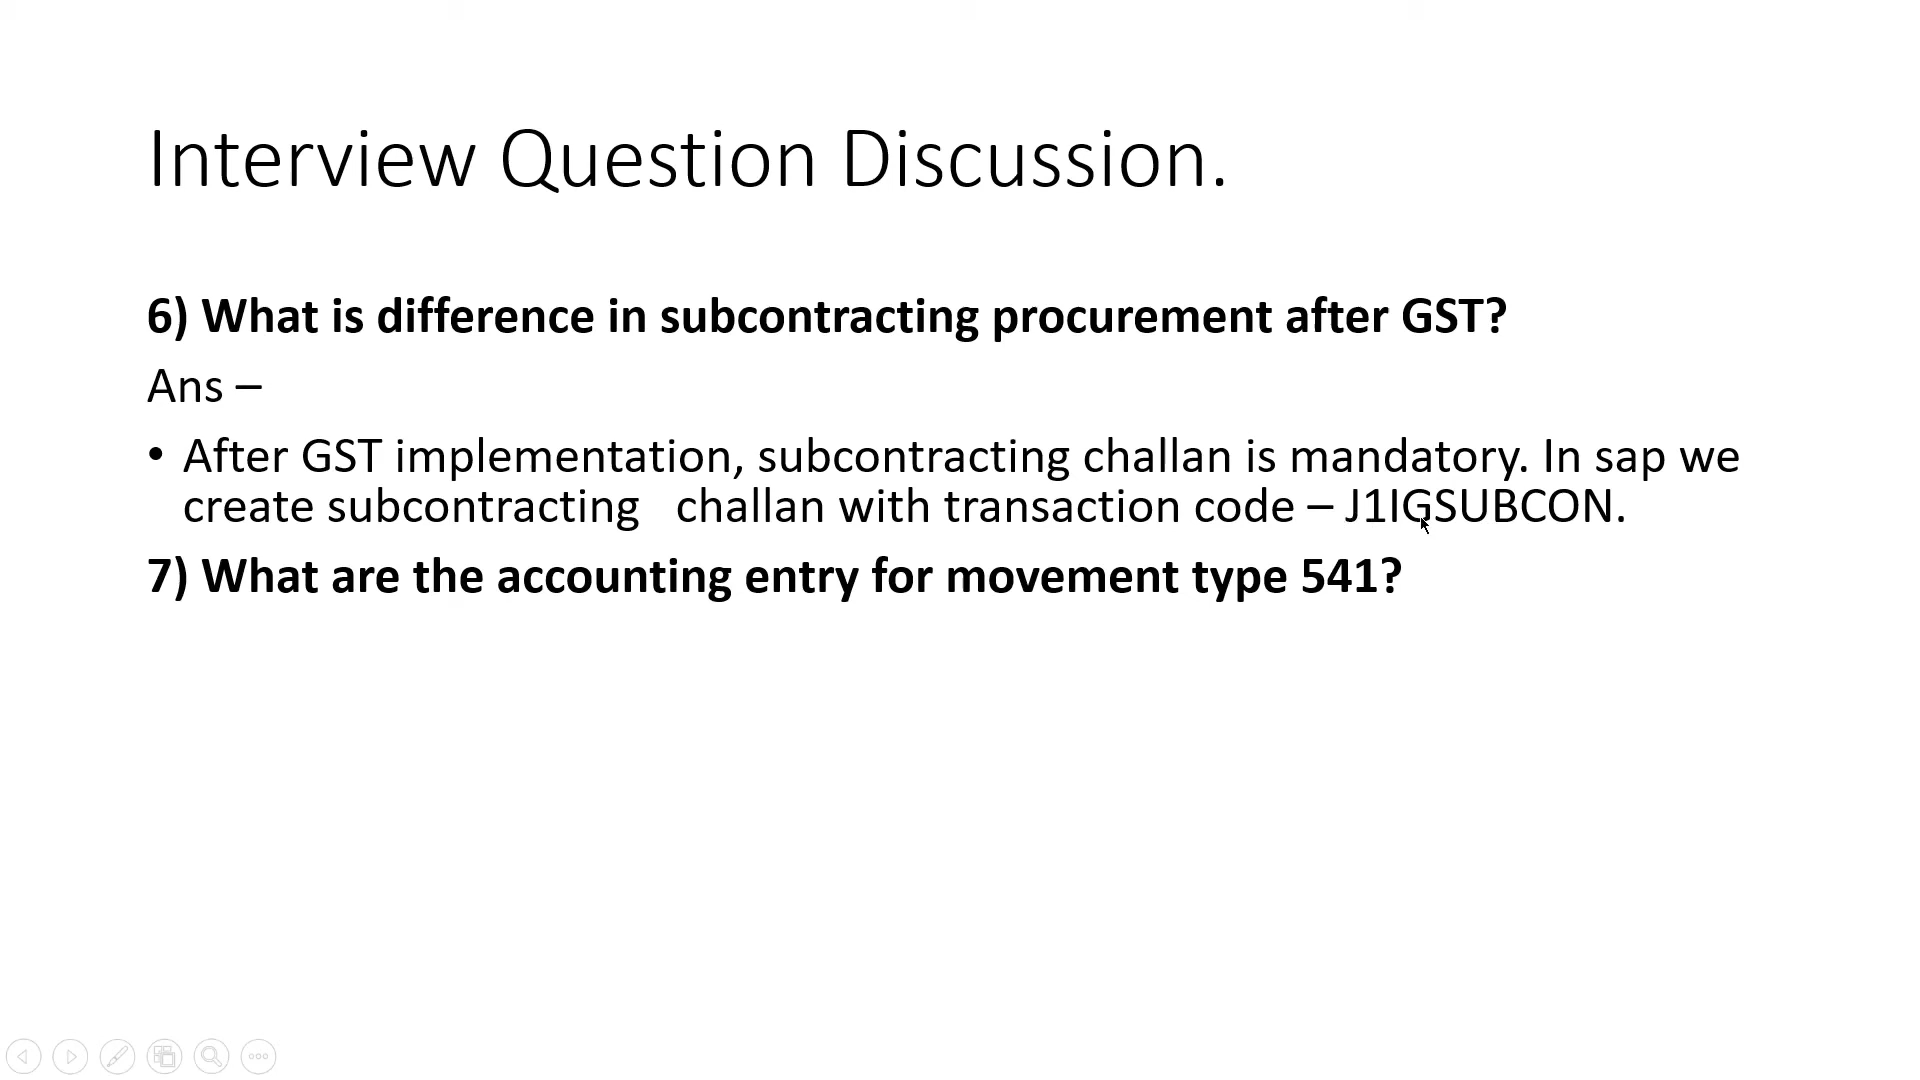 Interview Question Discussion.
6) What is difference in subcontracting procurement after GST?
Ans –
• After GST implementation, subcontracting challan is mandatory. In sap we
create subcontracting   challan with transaction code – J1IGSUBCON.
7) What are the accounting entry for movement type 541?